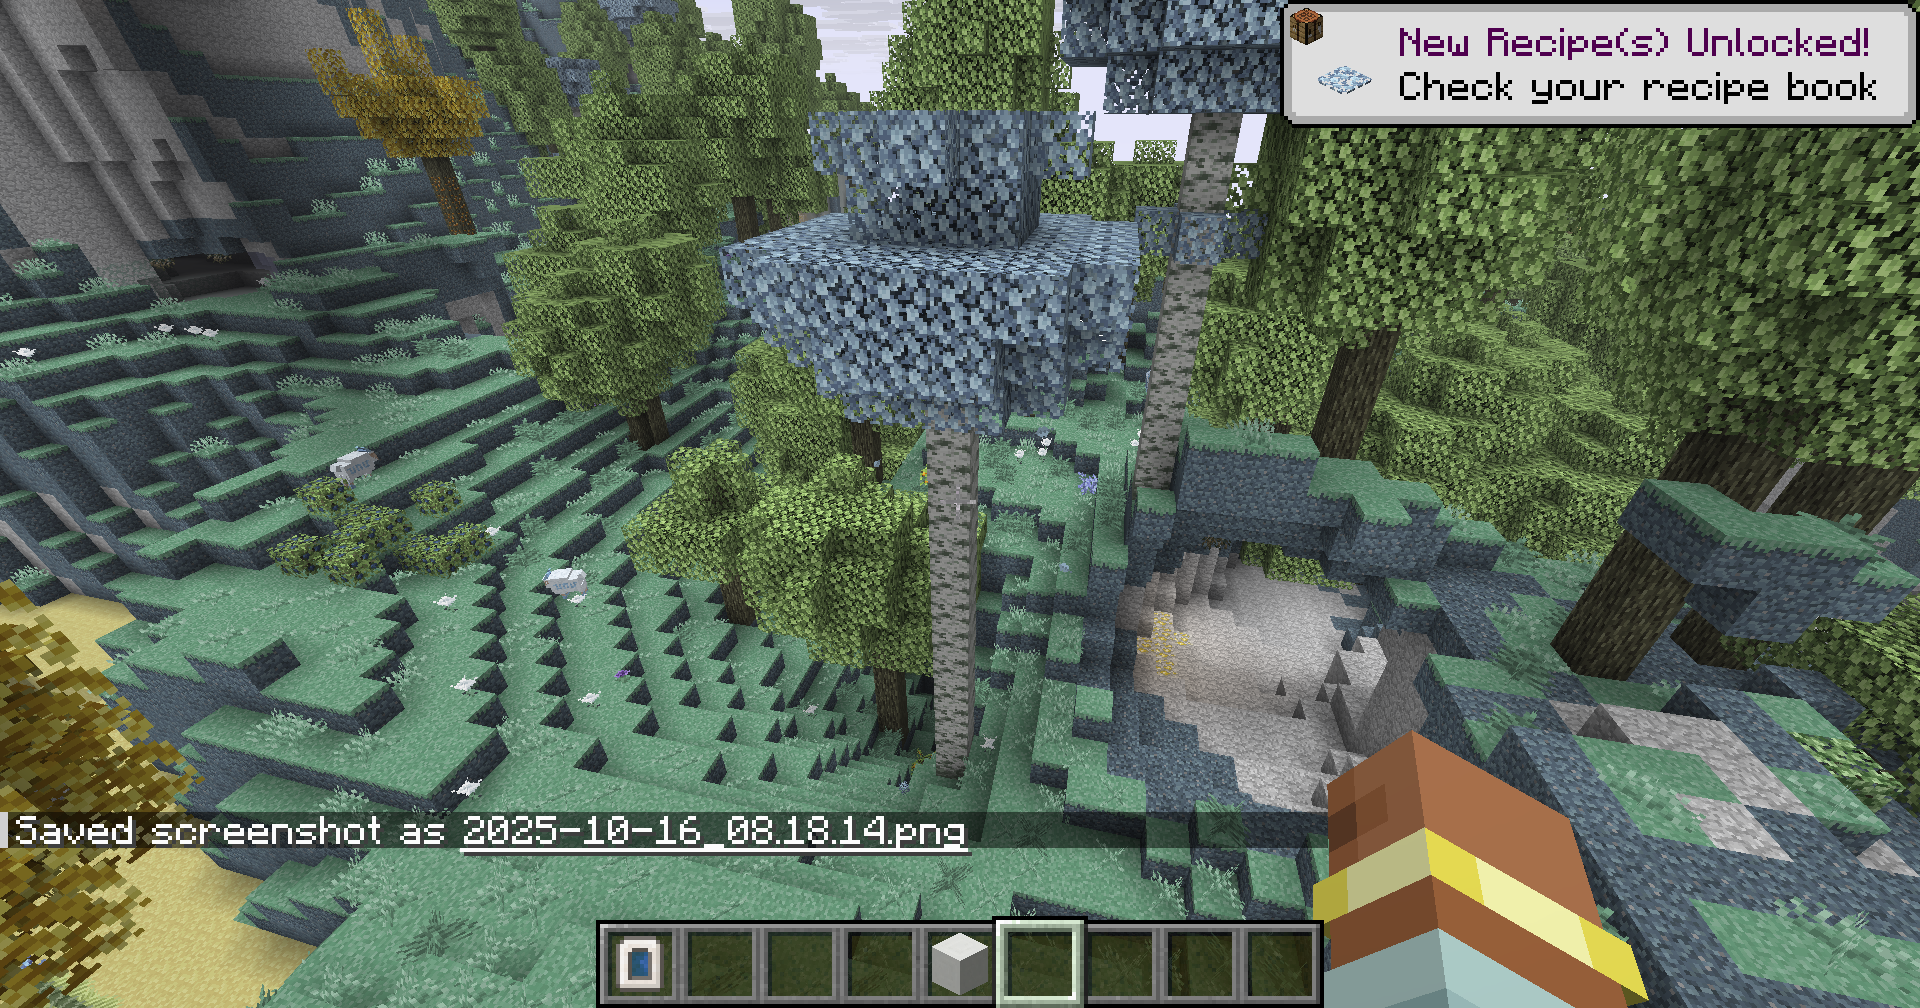 New Recipe(s) Unlocked!
Check your recipe book
Saved screenshot as 2025-10-16_08.18.14.png